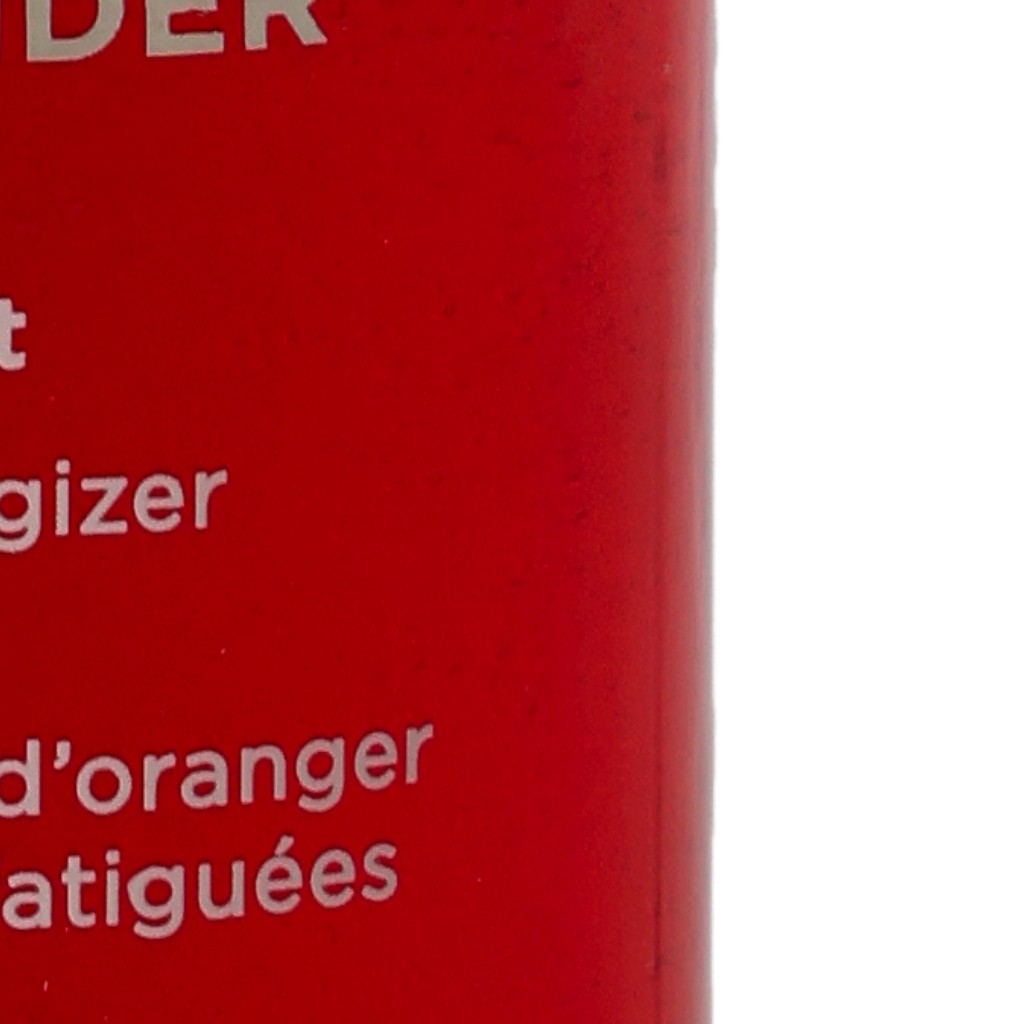 DER
t
gizer
d'oranger
atiguées